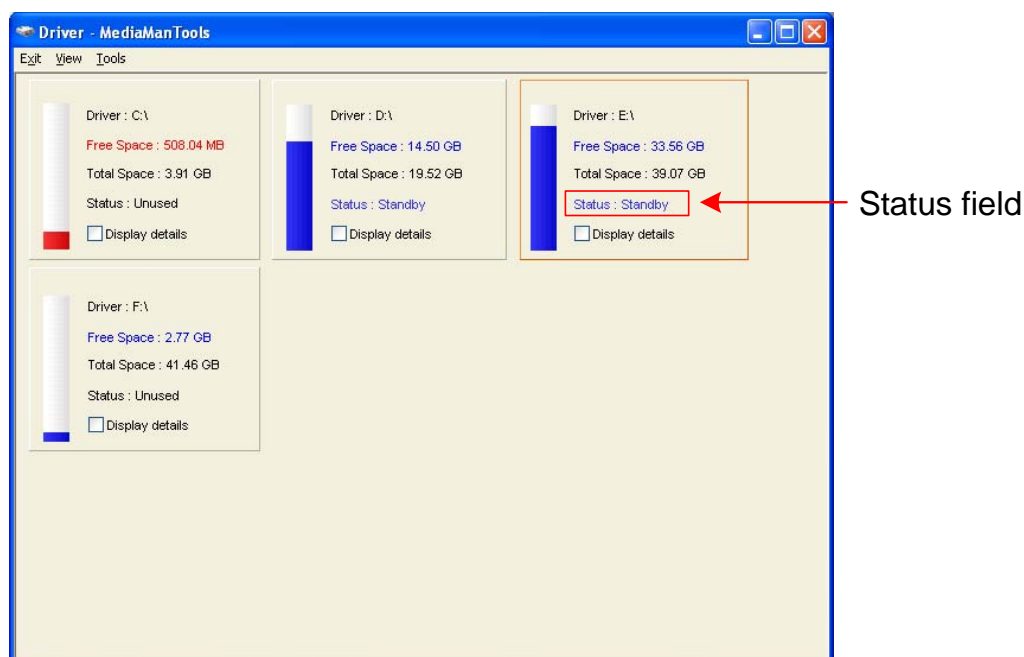 Driver - MediaManTools
Exit View Tools
Driver : C:\
Free Space : 508.04 MB
Total Space : 3.91 GB
Status : Unused
Display details
Driver : D:\
Free Space : 14.50 GB
Total Space : 19.52 GB
Status : Standby
Display details
Driver : E:\
Free Space : 33.56 GB
Total Space : 39.07 GB
Status : Standby
Display details
Status field
Driver : F:\
Free Space : 2.77 GB
Total Space : 41.46 GB
Status : Unused
Display details